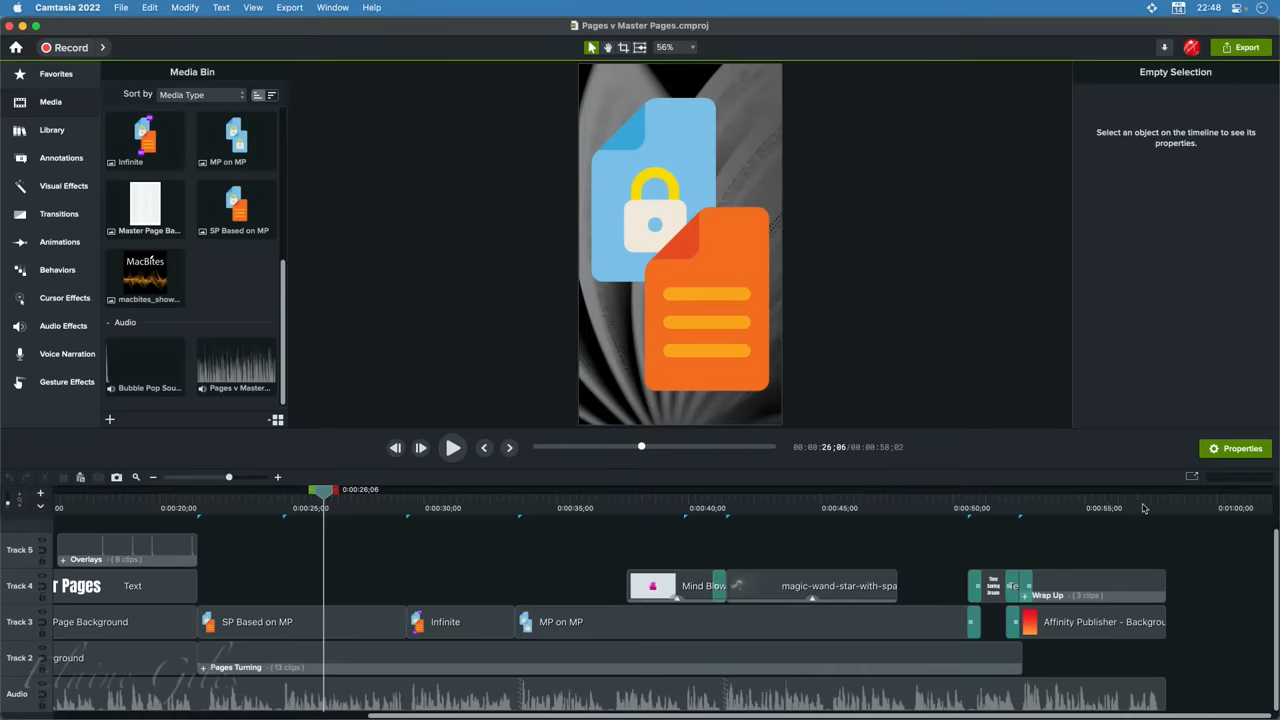 Camtasia 2022 File Edit Modify Text View Export Window Help 14 22:48
Pages v Master Pages.cmproj
Record 56% Export
Favorites
Media
Library
Annotations
Visual Effects
Transitions
Animations
Behaviors
Cursor Effects
Audio Effects
Voice Narration
Gesture Effects
Media Bin
Sort by Media Type
Infinite MP on MP
Master Page Ba... SP Based on MP
MacBites
macbites_show...
- Audio
Bubble Pop Sou... Pages v Master...
Empty Selection
Select an object on the timeline to see its
properties.
00:00:26;06/00:00:58;02
Properties
0:00:26;06
00 0:00:20;00 0:00:25;00 0:00:30;00 0:00:35;00 0:00:40;00 0:00:45;00 0:00:50;00 0:00:55;00 0:01:00;00
Track 5 + Overlays - ( 8 clips )
Track 4 r Pages Text Mind Blow magic-wand-star-with-spa Time Saving Dream Te + Wrap Up - ( 3 clips )
Track 3 Page Background SP Based on MP Infinite MP on MP Affinity Publisher - Backgrou
Track 2 ground + Pages Turning - ( 13 clips )
Audio
Elaine Giles